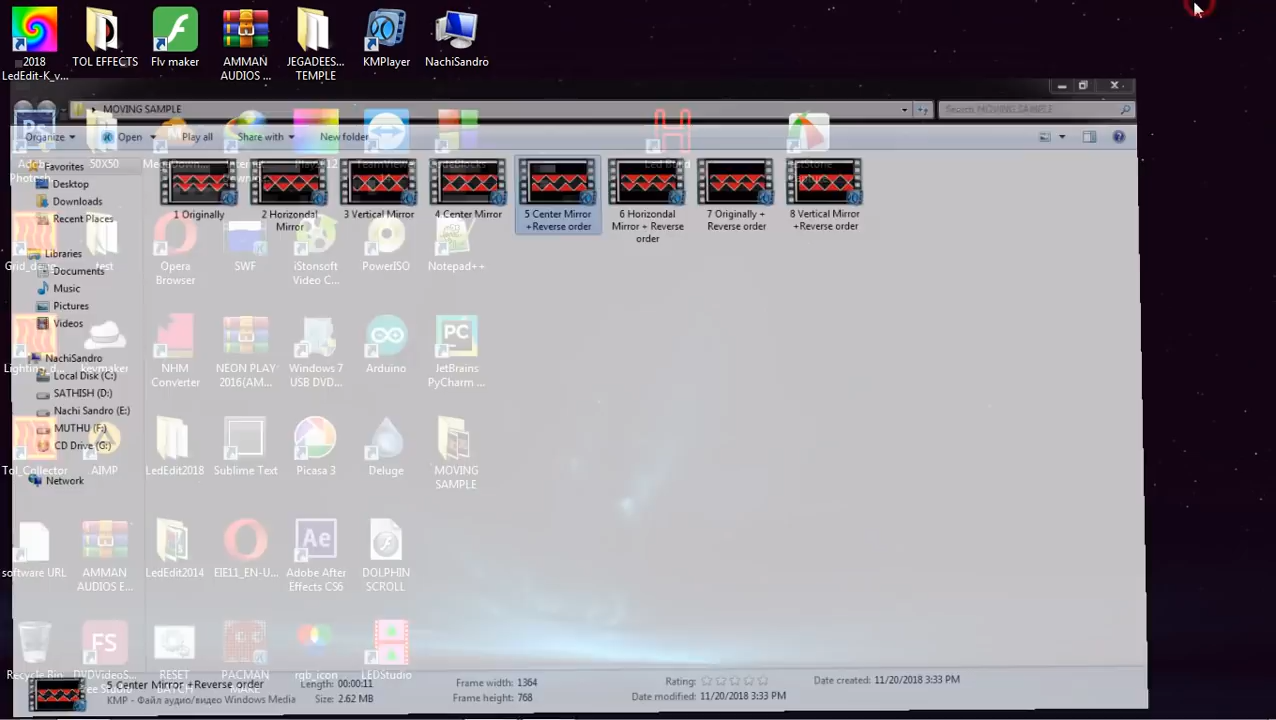 2018
LedEdit-K_v...
TOL EFFECTS
Flv maker
AMMAN
AUDIOS ...
JEGADEES...
TEMPLE
KMPlayer
NachiSandro
MOVING SAMPLE
Search MOVING SAMPLE
Organize
Open
Play all
Share with
New folder
50X50
Favorites
Desktop
Downloads
Recent Places
Libraries
Documents
Music
Pictures
Videos
NachiSandro
Local Disk (C:)
SATHISH (D:)
Nachi Sandro (E:)
MUTHU (F:)
CD Drive (G:)
Network
1 Originally
2 Horizondal
Mirror
3 Vertical Mirror
4 Center Mirror
5 Center Mirror
+Reverse order
6 Horizondal
Mirror + Reverse
order
7 Originally +
Reverse order
8 Vertical Mirror
+Reverse order
test
Opera
Browser
SWF
iStonsoft
Video C...
PowerISO
Notepad++
keymaker
NHM
Converter
NEON PLAY
2016(AM...
Windows 7
USB DVD...
Arduino
JetBrains
PyCharm ...
Tol_Collector
AIMP
LedEdit2018
Sublime Text
Picasa 3
Deluge
MOVING
SAMPLE
software URL
AMMAN
AUDIOS E...
LedEdit2014
EIE11_EN-U...
Adobe After
Effects CS6
DOLPHIN
SCROLL
Recycle Bin
RESET
BATCH
PACMAN
rgb_icon
LEDStudio
5 Center Mirror +Reverse order
KMP - Файл аудио/видео Windows Media
Length: 00:00:11
Size: 2.62 MB
Frame width: 1364
Frame height: 768
Rating:
Date modified: 11/20/2018 3:33 PM
Date created: 11/20/2018 3:33 PM